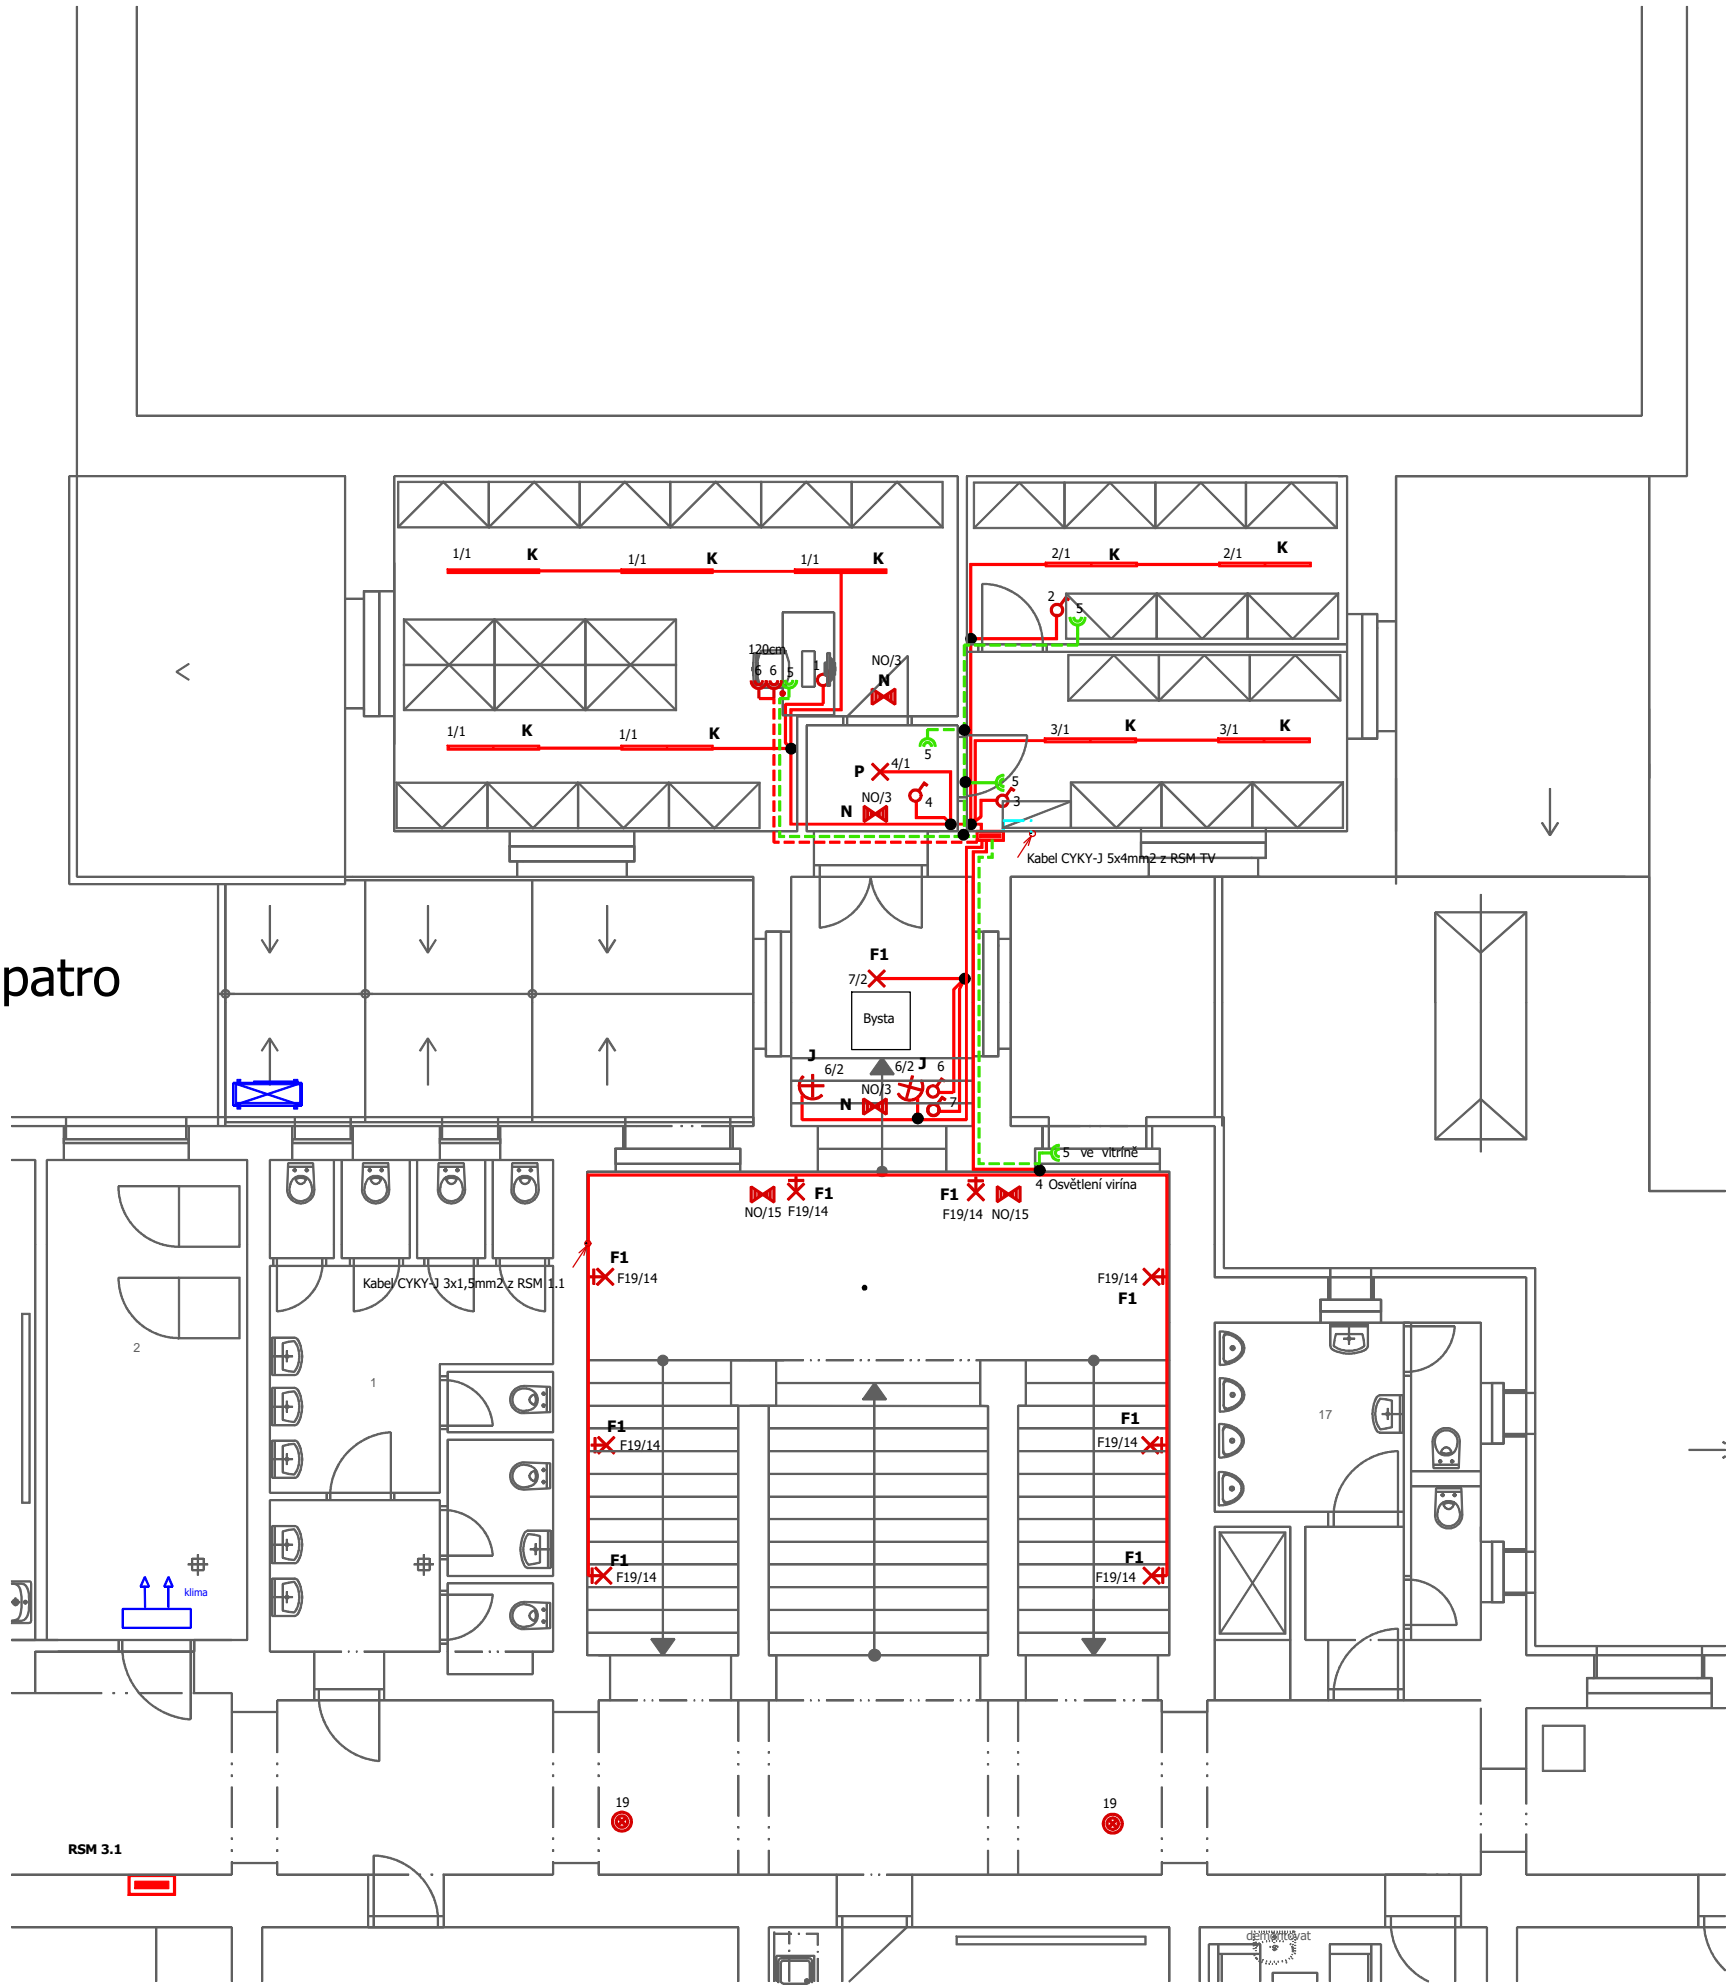 1/1 K 1/1 K 1/1 K 2/1 K 2/1 K
2 5
120cm
6 6 5 1
NO/3
N
1/1 K 1/1 K 3/1 K 3/1 K
5
P 4/1
5
NO/3
N 4 3
Kabel CYKY-J 5x4mm2 z RSM TV
F1
7/2
patro
Bysta
J 6/2 6/2 J 6
NO/3
N 7
5 ve vitríně
4 Osvětlení virína
F1 F1
NO/15 F19/14 F19/14 NO/15
F1
F19/14 F19/14
Kabel CYKY-J 3x1,5mm2 z RSM 1.1
F1
2
1
17
F1 F1
F19/14 F19/14
F1 F1
F19/14 F19/14
klima
19 19
RSM 3.1
demontovat